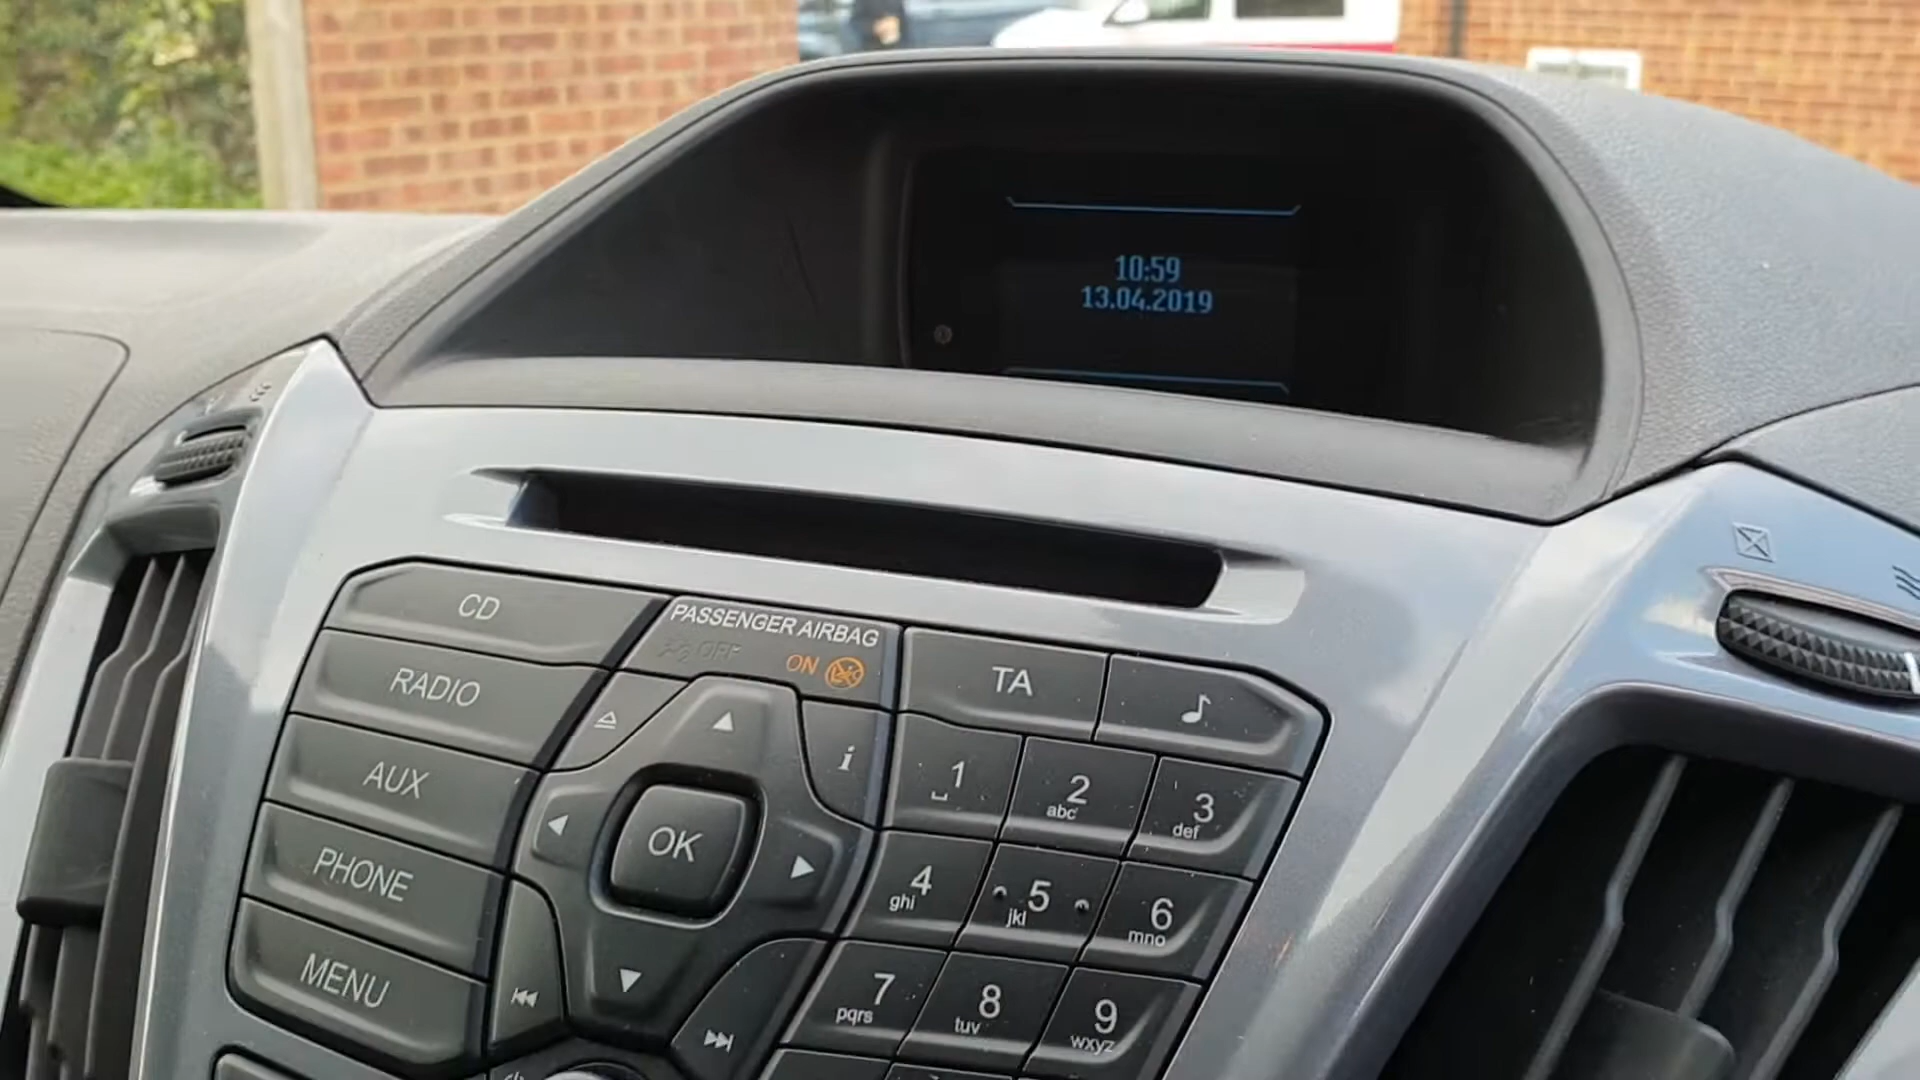 10:59
13.04.2019
CD
PASSENGER AIRBAG
OFF
ON
RADIO
TA
AUX
i
1
2
abc
3
def
OK
PHONE
4
ghi
5
jkl
6
mno
MENU
7
pqrs
8
tuv
9
wxyz